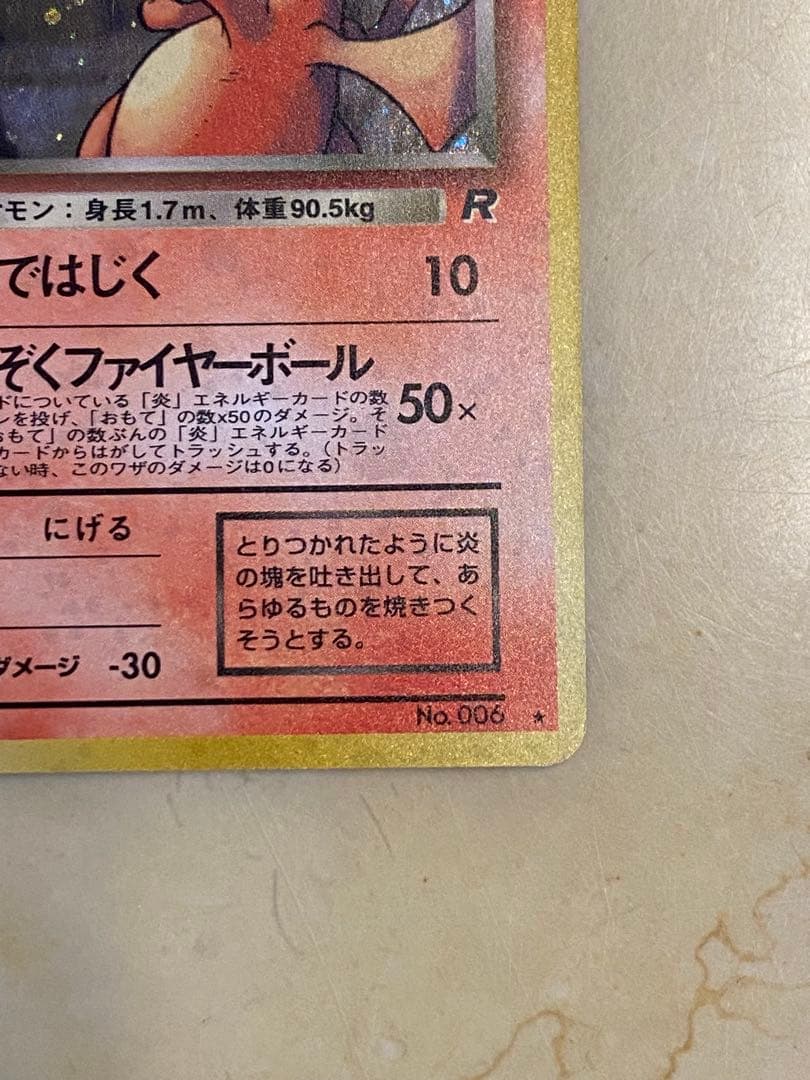 モン：身長1.7m、体重90.5kg R
ではじく 10
ぞくファイヤーボール
ドについている「炎」エネルギーカードの数
ンを投げ、「おもて」の数x50のダメージ。そ
おもて」の数ぶんの「炎」エネルギーカード
カードからはがしてトラッシュする。（トラッ
ない時、このワザのダメージは0になる）
50×
にげる
とりつかれたように炎
の塊を吐き出して、あ
らゆるものを焼きつく
そうとする。
ダメージ -30
No. 006 ★